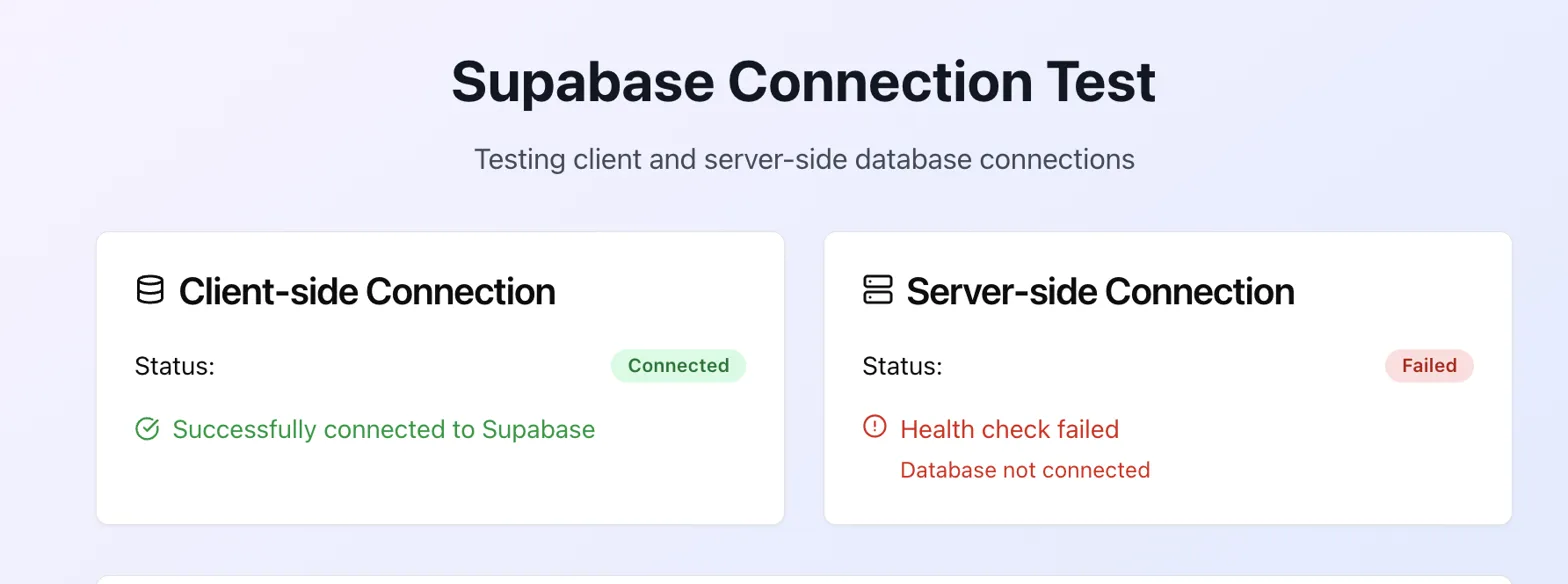 Supabase Connection Test
Testing client and server-side database connections
Client-side Connection
Status:
Connected
Successfully connected to Supabase
Server-side Connection
Status:
Failed
Health check failed
Database not connected